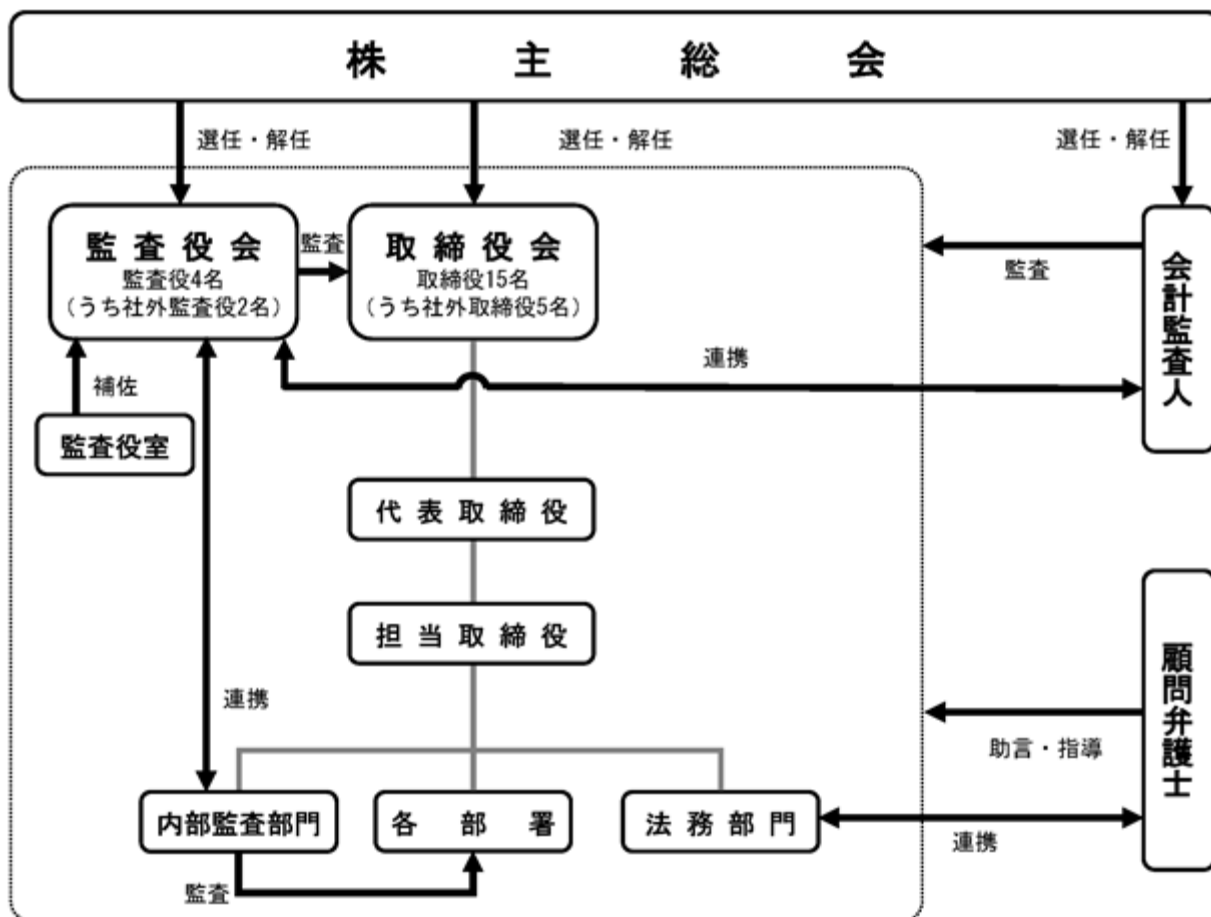 株主総会
選任・解任
選任・解任
選任・解任
監査役会
監査役4名
(うち社外監査役2名)
監査
取締役会
取締役15名
(うち社外取締役5名)
監査
会計監査人
連携
補佐
監査役室
代表取締役
担当取締役
連携
顧問弁護士
助言・指導
内部監査部門
各部署
法務部門
連携
監査